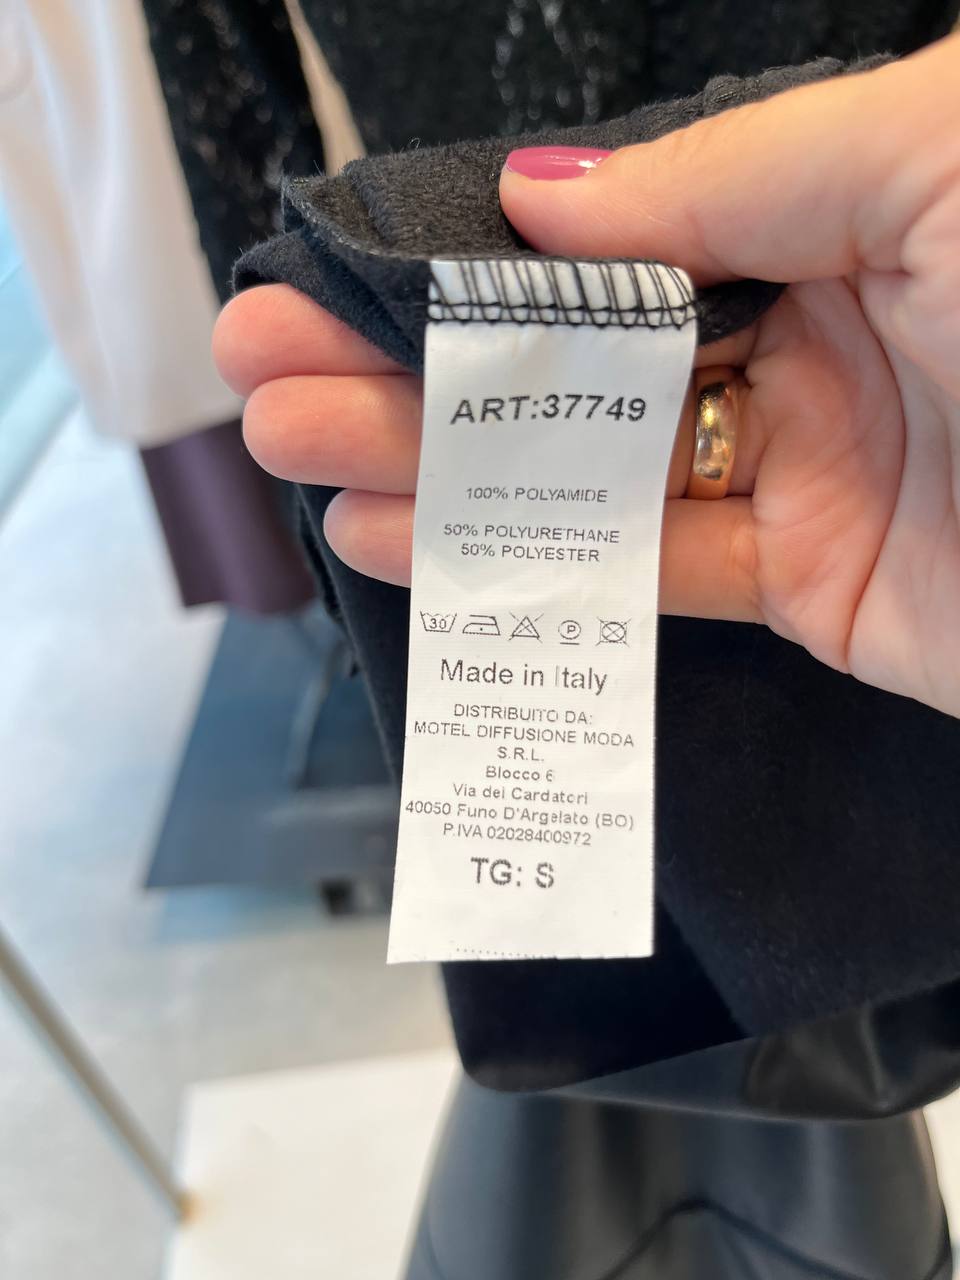 ART:37749
100% POLYAMIDE
50% POLYURETHANE
50% POLYESTER
30 P
Made in Italy
DISTRIBUITO DA:
MOTEL DIFFUSIONE MODA
S.R.L.
Blocco 6
Via dei Cardatori
40050 Funo D'Argelato (BO)
P.IVA 02028400972
TG: S